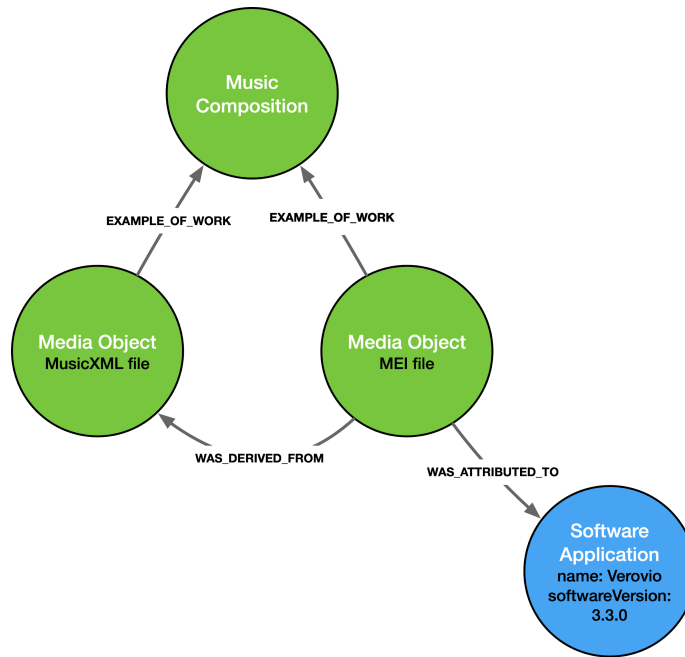 Music
Composition
EXAMPLE_OF_WORK
EXAMPLE_OF_WORK
Media Object
MusicXML file
Media Object
MEI file
WAS_DERIVED_FROM
WAS_ATTRIBUTED_TO
Software
Application
name: Verovio
softwareVersion:
3.3.0